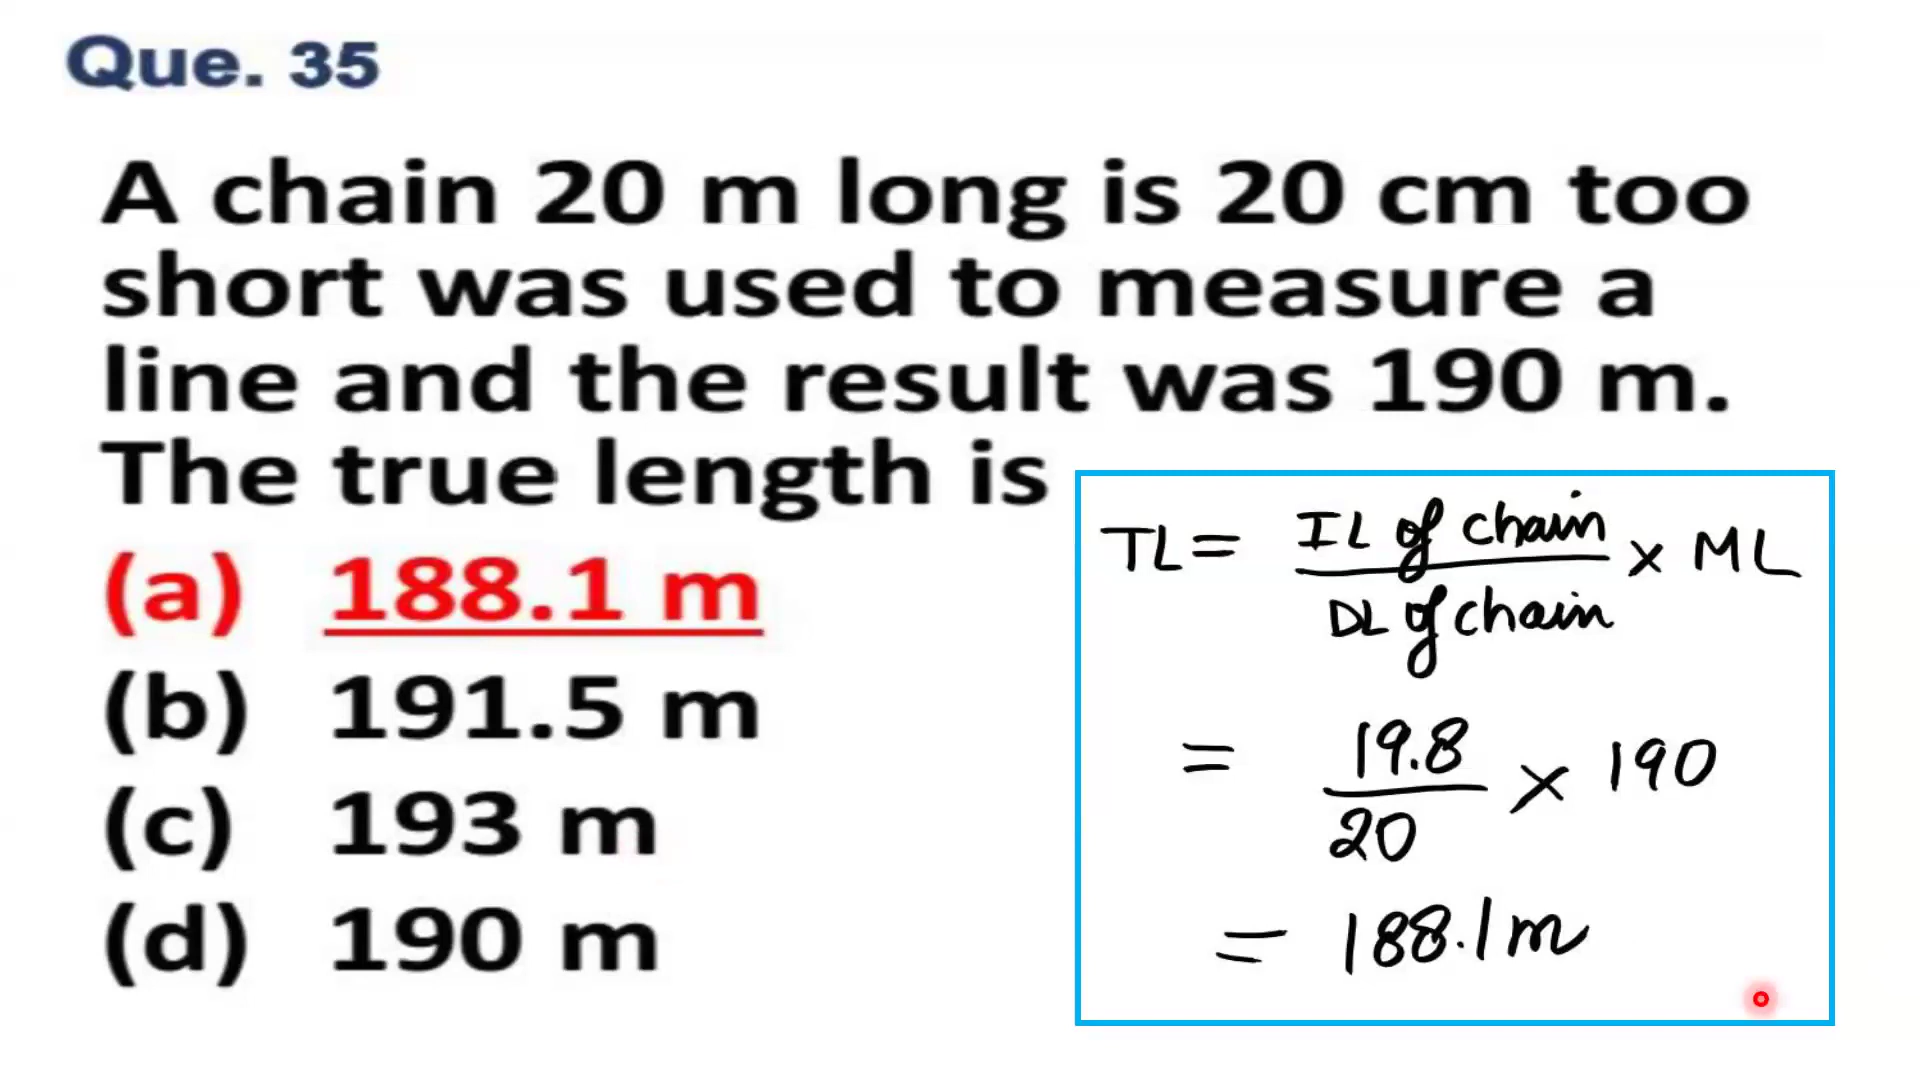 Que. 35
A chain 20 m long is 20 cm too
short was used to measure a
line and the result was 190 m.
The true length is
(a) 188.1 m
(b) 191.5 m
(c) 193 m
(d) 190 m
TL = IL of chain × ML
DL of chain
= 19.8 × 190
20
= 188.1 m